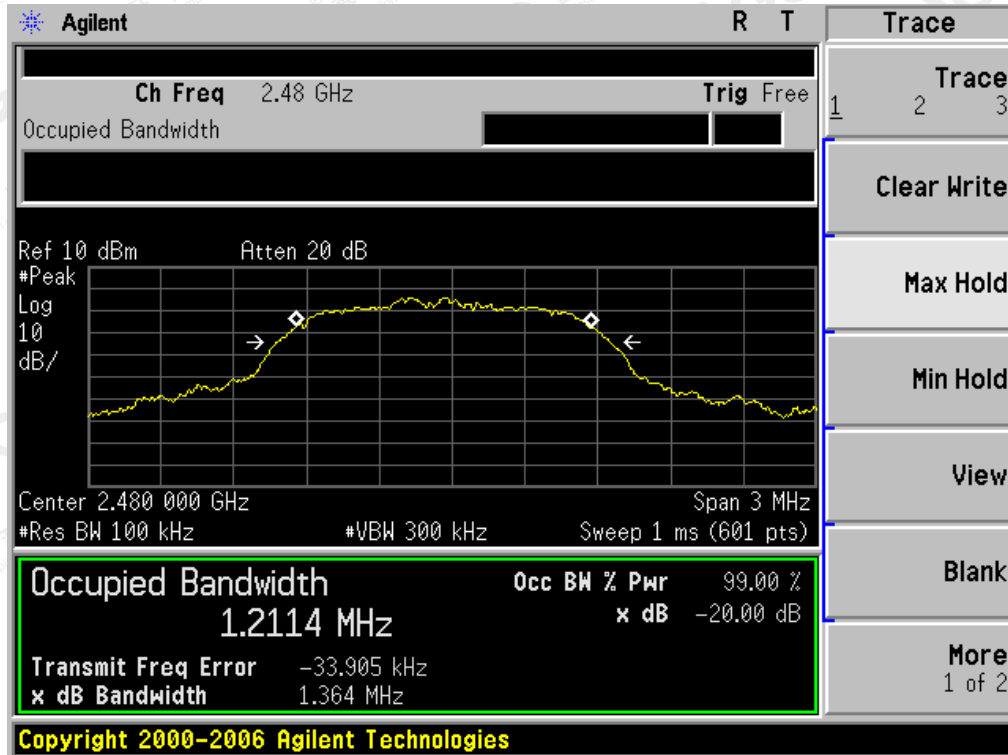 Agilent R T Trace
Ch Freq 2.48 GHz Trig Free
Occupied Bandwidth
Trace
1 2 3
Clear Write
Max Hold
Min Hold
View
Blank
More
1 of 2
Ref 10 dBm Atten 20 dB
#Peak
Log
10
dB/
Center 2.480 000 GHz Span 3 MHz
#Res BW 100 kHz #VBW 300 kHz Sweep 1 ms (601 pts)
Occupied Bandwidth Occ BW % Pwr 99.00 %
1.2114 MHz x dB -20.00 dB
Transmit Freq Error -33.905 kHz
x dB Bandwidth 1.364 MHz
Copyright 2000-2006 Agilent Technologies